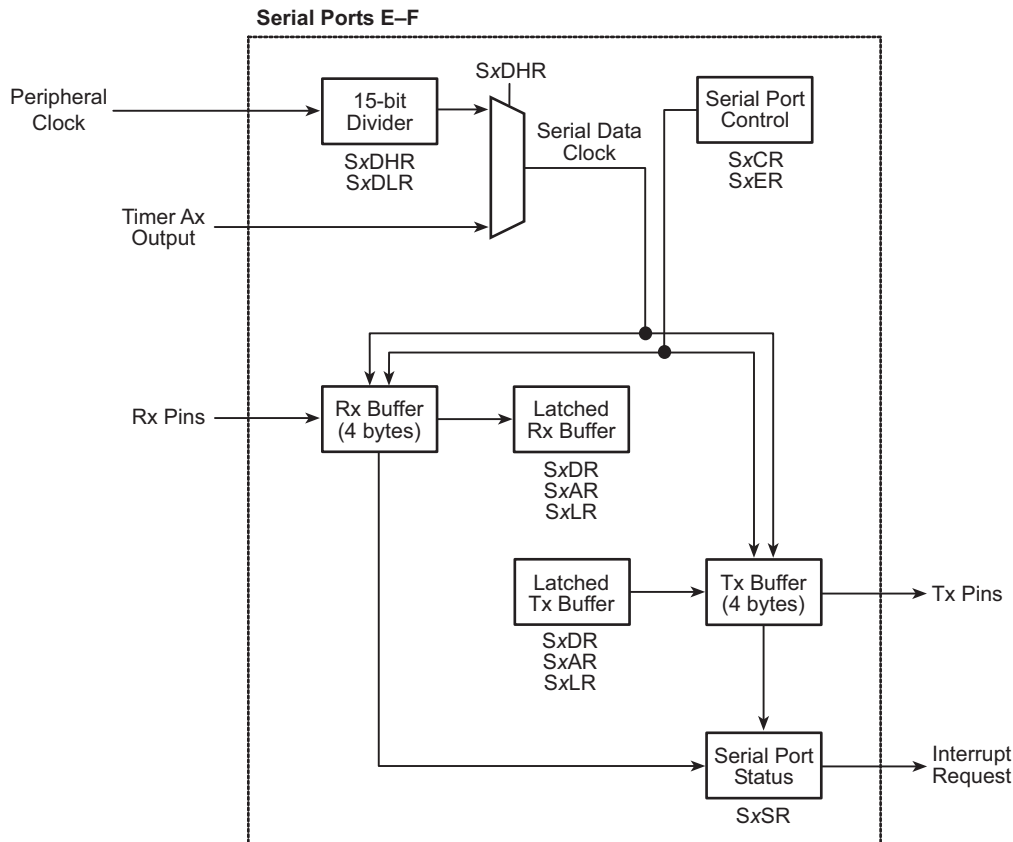 Serial Ports E–F
SxDHR
Peripheral
Clock
15-bit
Divider
SxDHR
SxDLR
Serial Data
Clock
Serial Port
Control
SxCR
SxER
Timer Ax
Output
Rx Pins
Rx Buffer
(4 bytes)
Latched
Rx Buffer
SxDR
SxAR
SxLR
Latched
Tx Buffer
SxDR
SxAR
SxLR
Tx Buffer
(4 bytes)
Tx Pins
Serial Port
Status
SxSR
Interrupt
Request